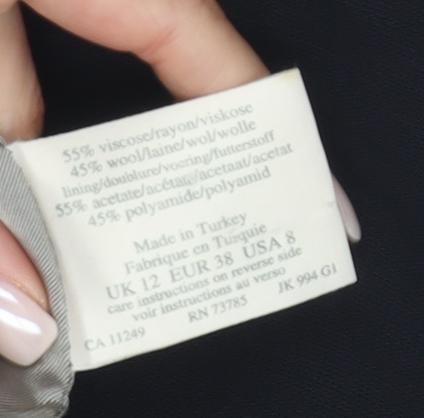 55% viscose/rayon/viskose
45% wool/laine/wol/wolle
lining/doublure/voering/futterstoff
55% acetate/acétate/acetaat/acetat
45% polyamide/polyamid
Made in Turkey
Fabrique en Turquie
UK 12 EUR 38 USA 8
care instructions on reverse side
voir instructions au verso
CA 11249 RN 73785 JK 994 G1